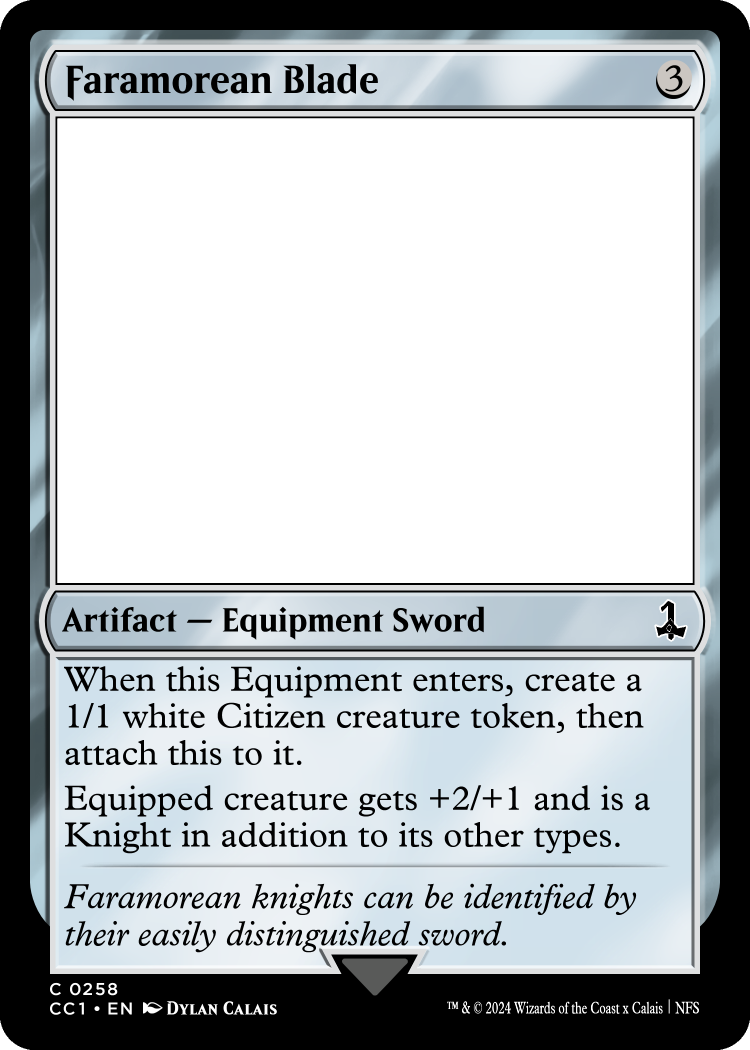 Faramorean Blade 3
Artifact — Equipment Sword
When this Equipment enters, create a
1/1 white Citizen creature token, then
attach this to it.
Equipped creature gets +2/+1 and is a
Knight in addition to its other types.
Faramorean knights can be identified by
their easily distinguished sword.
C 0258
CC1 • EN Dylan Calais
™ & © 2024 Wizards of the Coast x Calais | NFS